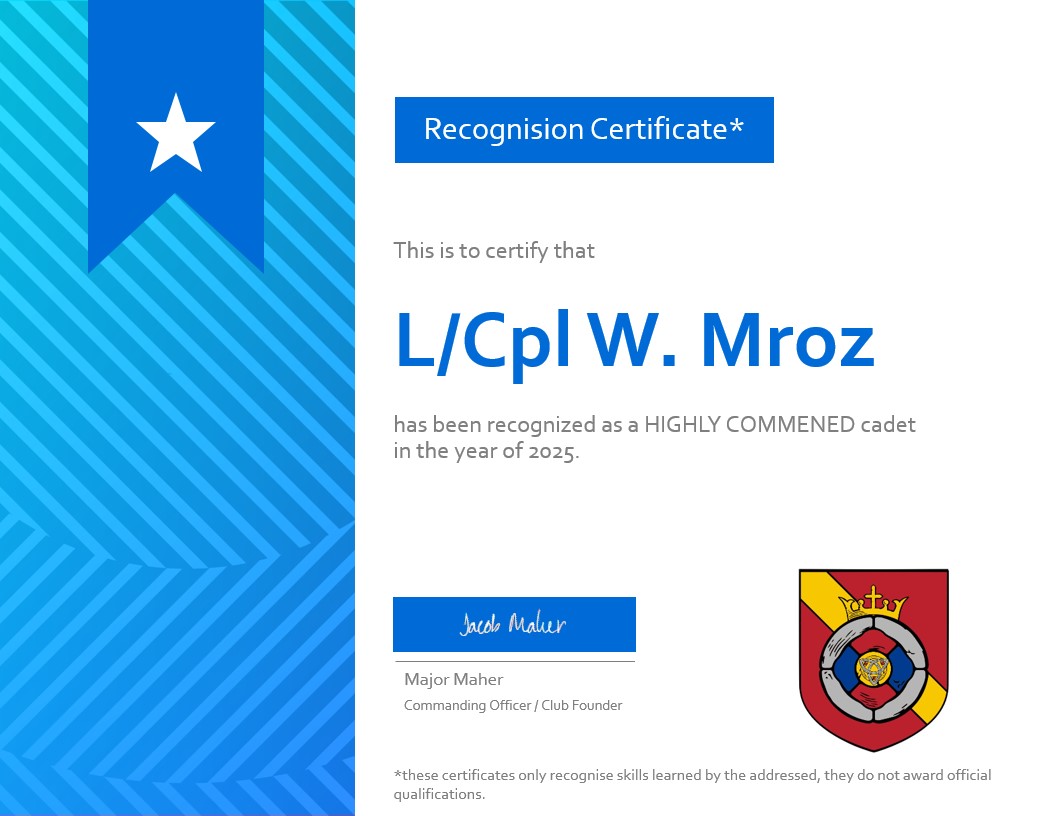 Recognision Certificate*
This is to certify that
L/Cpl W. Mroz
has been recognized as a HIGHLY COMMENED cadet
in the year of 2025.
Jacob Maher
Major Maher
Commanding Officer / Club Founder
*these certificates only recognise skills learned by the addressed, they do not award official
qualifications.